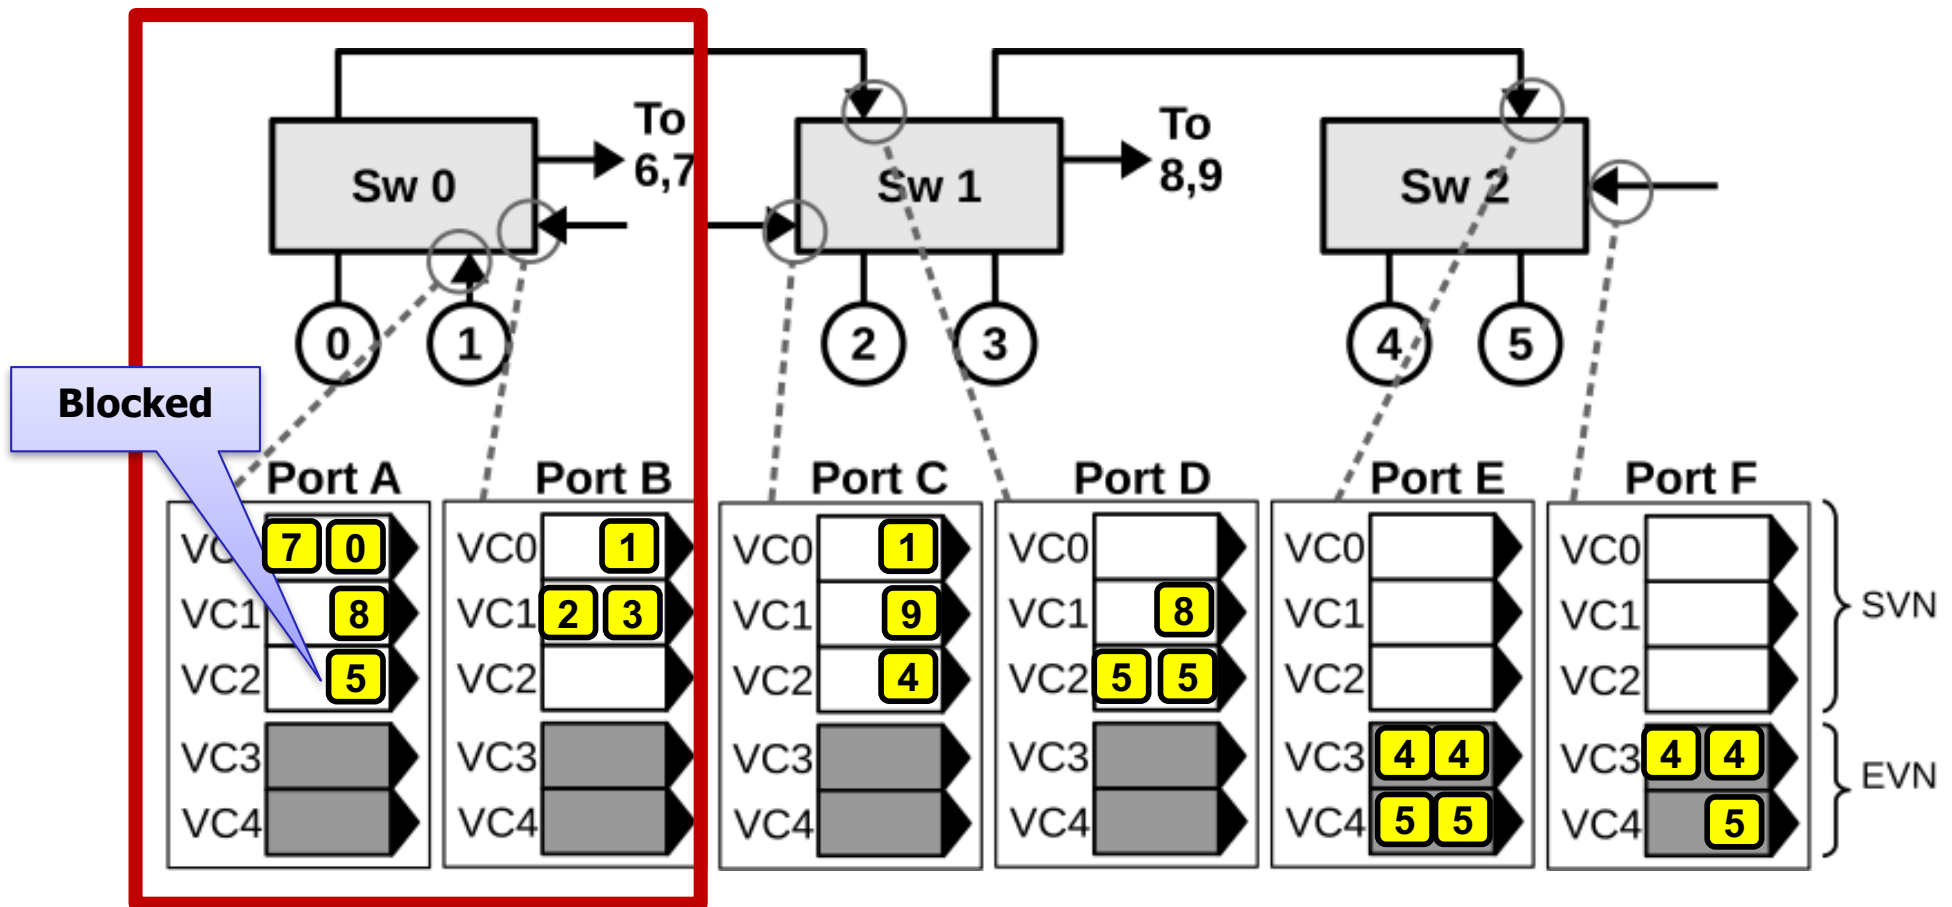 To
6,7
To
8,9
Sw 0
Sw 1
Sw 2
0
1
2
3
4
5
Blocked
Port A
Port B
Port C
Port D
Port E
Port F
VC 7 0
VC0 1
VC0 1
VC0
VC0
VC0
VC1 8
VC1 2 3
VC1 9
VC1 8
VC1
VC1
SVN
VC2 5
VC2
VC2 4
VC2 5 5
VC2
VC2
VC3
VC3
VC3
VC3
VC3 4 4
VC3 4 4
EVN
VC4
VC4
VC4
VC4
VC4 5 5
VC4 5